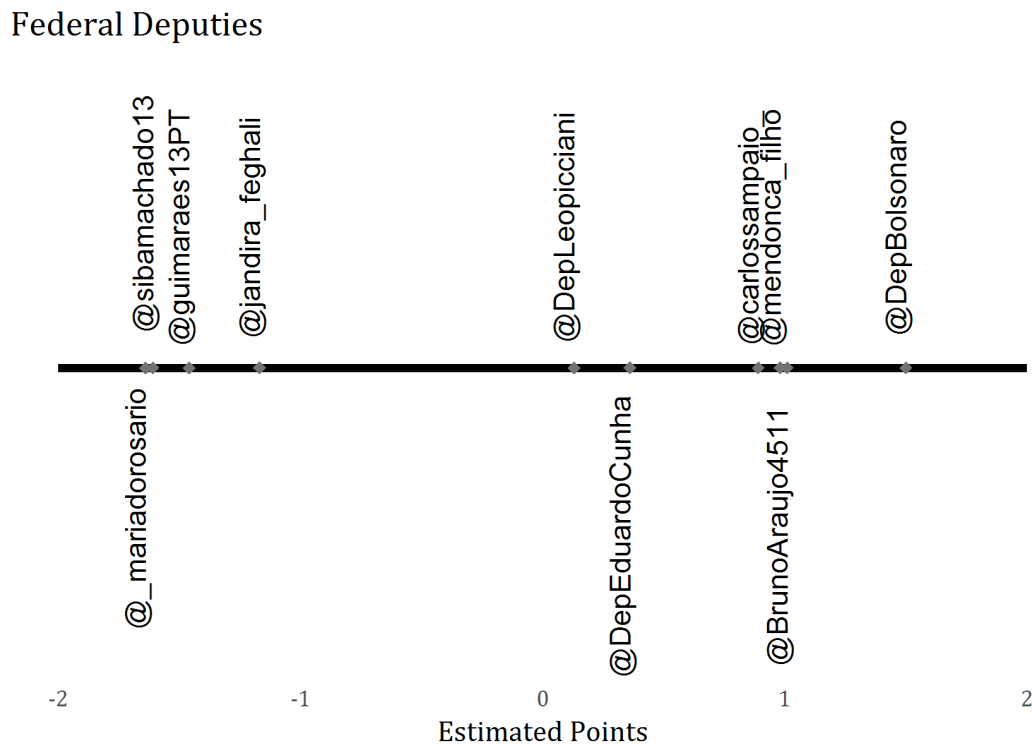 Federal Deputies
@sibamachado13
@guimaraes13PT
@jandira_feghali
@DepLeopicciani
@carlossampaio_
@mendonca_filho
@DepBolsonaro
@_mariadorosario
@DepEduardoCunha
@BrunoAraujo4511
-2 -1 0 1 2
Estimated Points